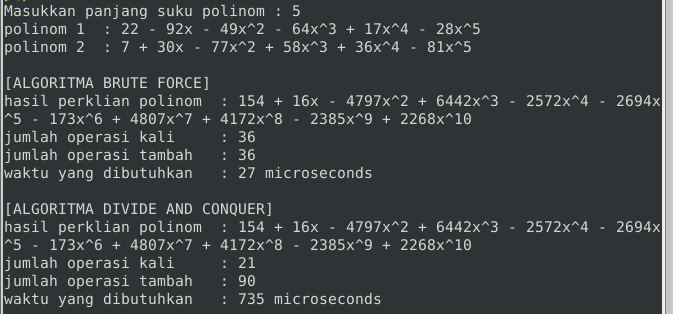 Masukkan panjang suku polinom : 5
polinom 1  : 22 - 92x - 49x^2 - 64x^3 + 17x^4 - 28x^5
polinom 2  : 7 + 30x - 77x^2 + 58x^3 + 36x^4 - 81x^5
[ALGORITMA BRUTE FORCE]
hasil perklian polinom  : 154 + 16x - 4797x^2 + 6442x^3 - 2572x^4 - 2694x
^5 - 173x^6 + 4807x^7 + 4172x^8 - 2385x^9 + 2268x^10
jumlah operasi kali     : 36
jumlah operasi tambah   : 36
waktu yang dibutuhkan   : 27 microseconds
[ALGORITMA DIVIDE AND CONQUER]
hasil perklian polinom  : 154 + 16x - 4797x^2 + 6442x^3 - 2572x^4 - 2694x
^5 - 173x^6 + 4807x^7 + 4172x^8 - 2385x^9 + 2268x^10
jumlah operasi kali     : 21
jumlah operasi tambah   : 90
waktu yang dibutuhkan   : 735 microseconds